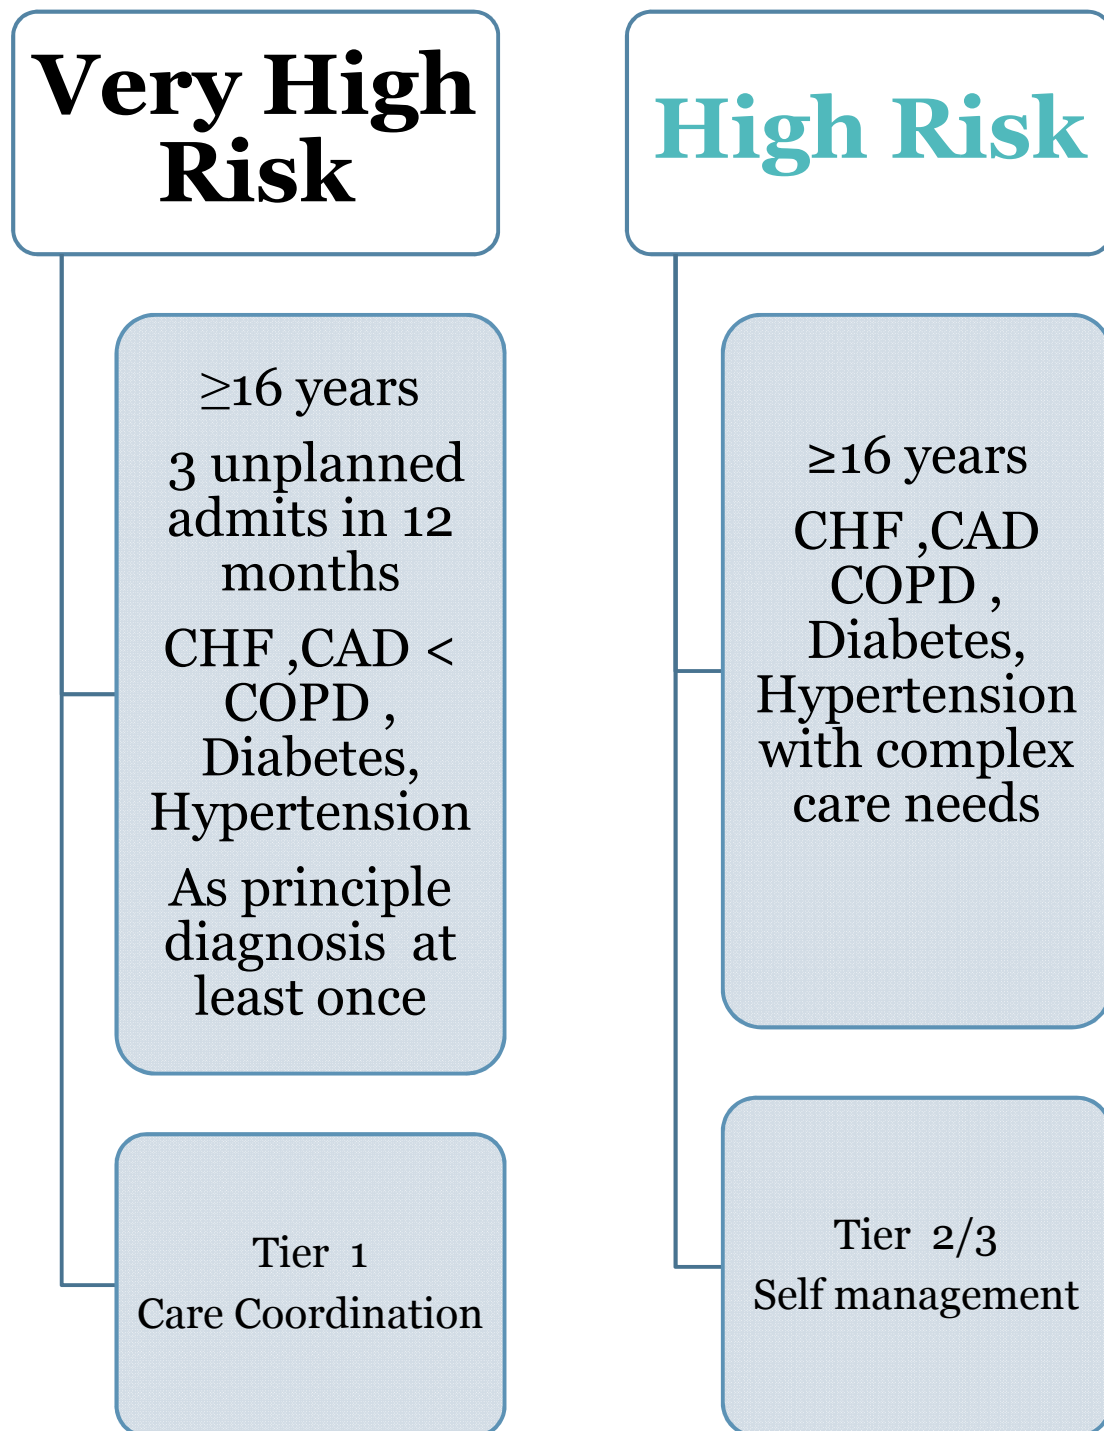 Very High
Risk
≥16 years
3 unplanned
admits in 12
months
CHF ,CAD <
COPD ,
Diabetes,
Hypertension
As principle
diagnosis  at
least once
Tier  1
Care Coordination
High Risk
≥16 years
CHF ,CAD
COPD ,
Diabetes,
Hypertension
with complex
care needs
Tier  2/3
Self management